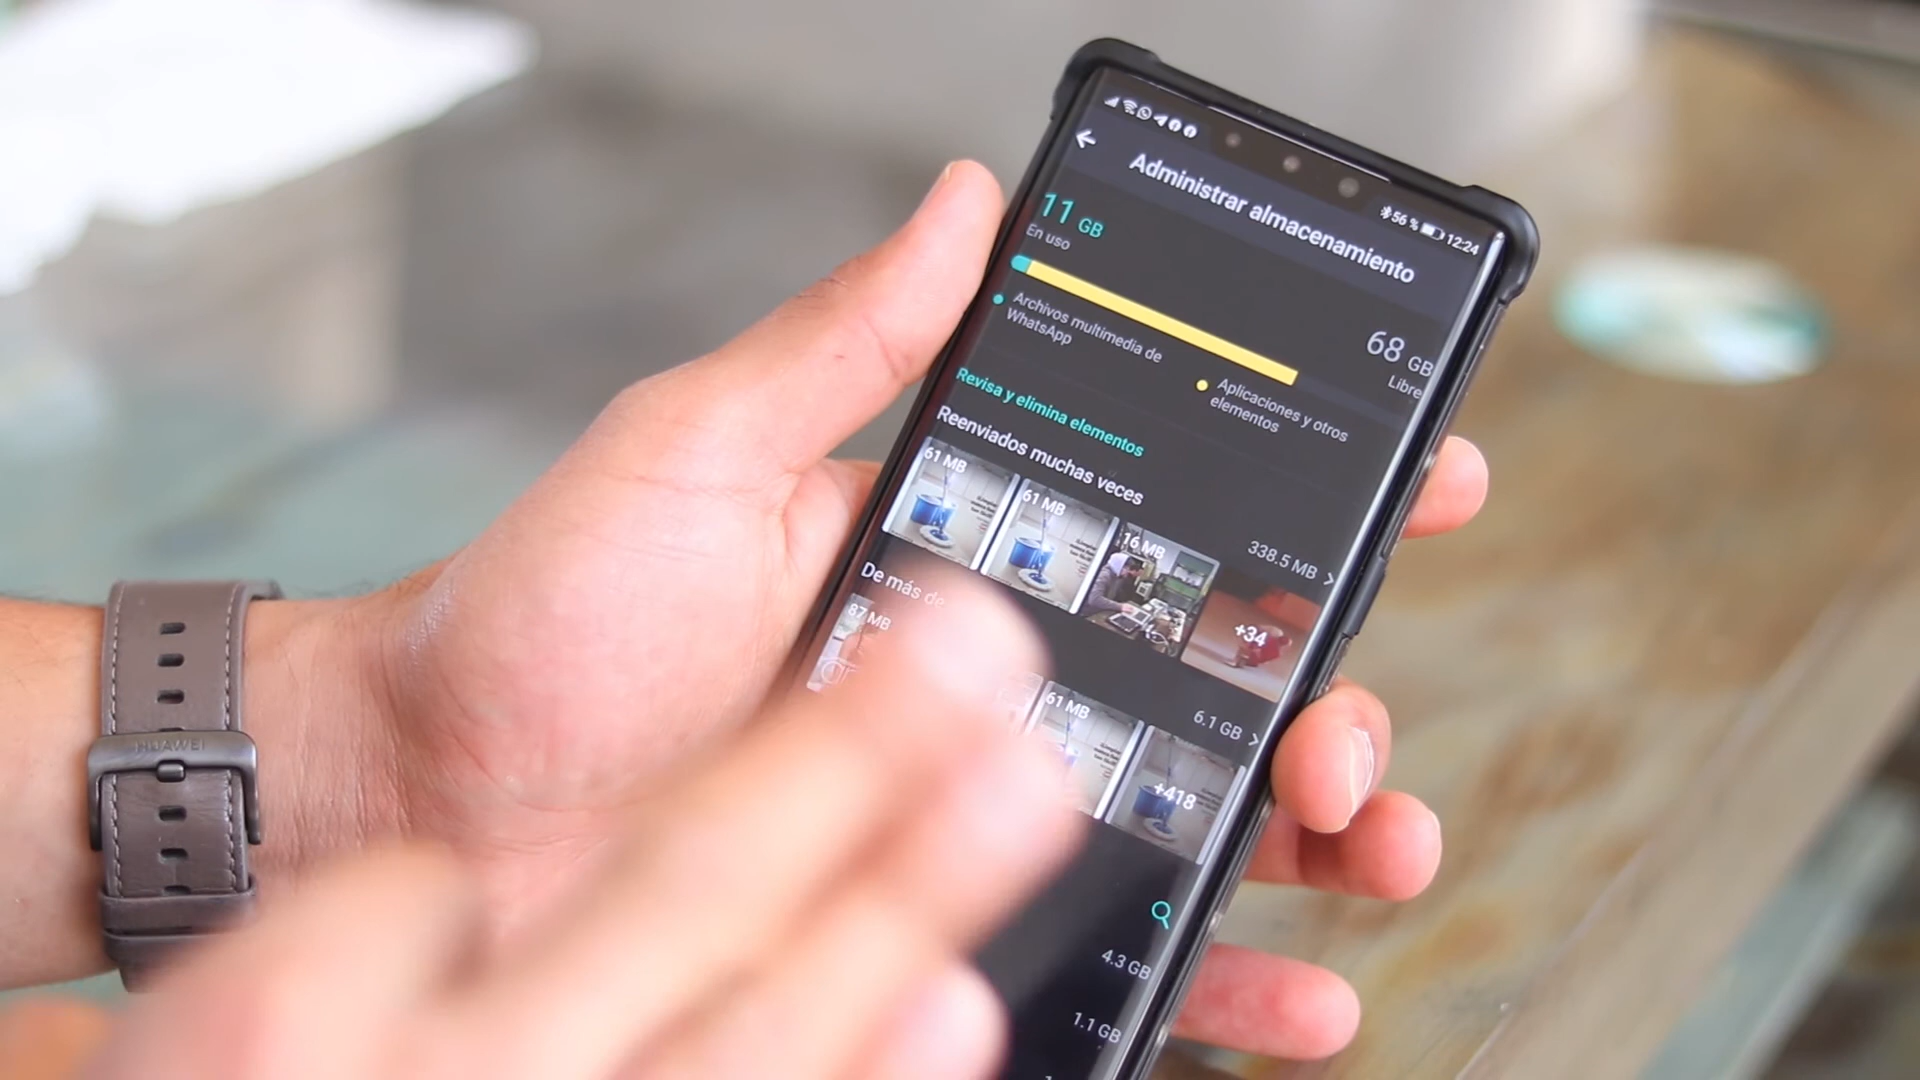 56 % 12:24
Administrar almacenamiento
11 GB
En uso
68 GB
Libre
Archivos multimedia de
WhatsApp
Aplicaciones y otros
elementos
Revisa y elimina elementos
Reenviados muchas veces
338.5 MB
61 MB
61 MB
16 MB
+34
De más de
6.1 GB
87 MB
61 MB
+418
4.3 GB
1.1 GB
HUAWEI